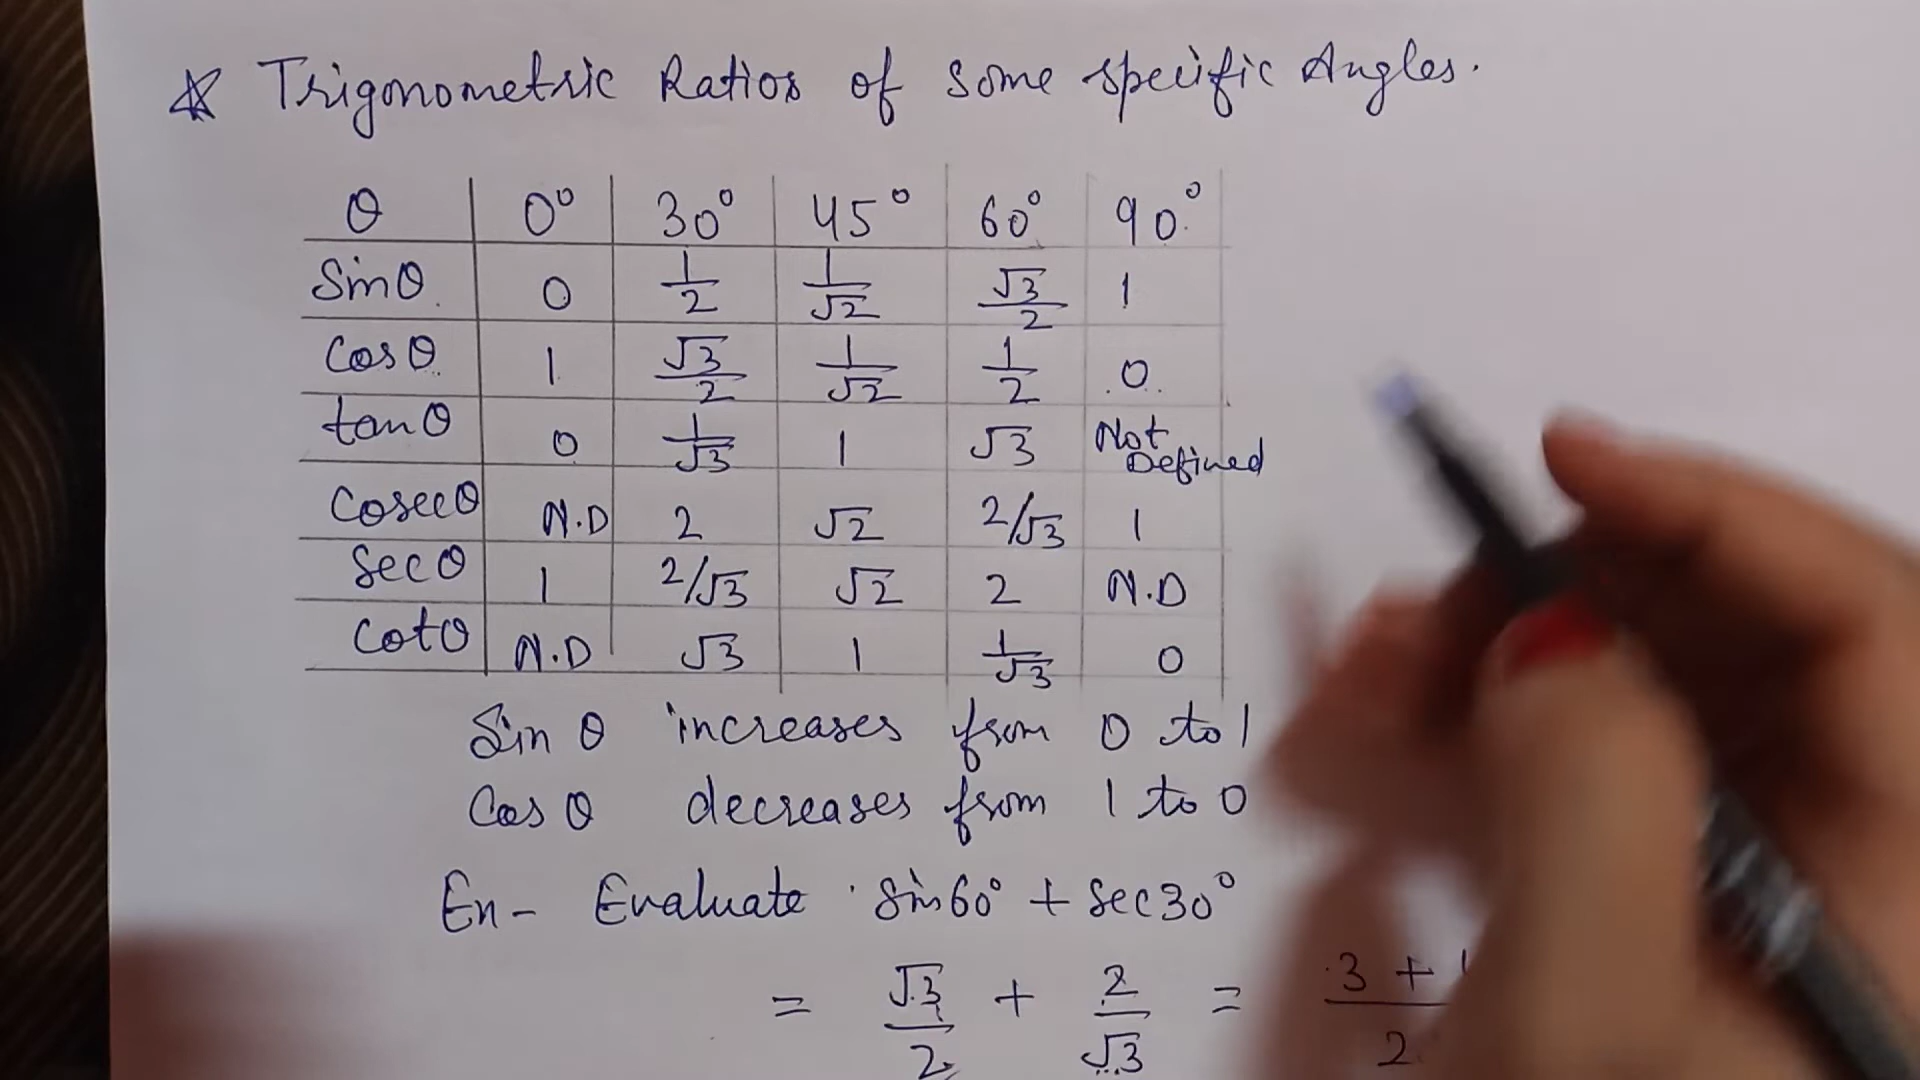 ☆ Trigonometric Ratios of Some specific Angles.
θ 0° 30° 45° 60° 90°
Sinθ 0 1/2 1/√2 √3/2 1
Cosθ 1 √3/2 1/√2 1/2 0
tanθ 0 1/√3 1 √3 Not Defined
Cosecθ N.D 2 √2 2/√3 1
Secθ 1 2/√3 √2 2 N.D
Cotθ N.D √3 1 1/√3 0
Sin θ increases from 0 to 1
Cos θ decreases from 1 to 0
Ex- Evaluate Sin60° + Sec30°
= √3/2 + 2/√3 = 3 + / 2